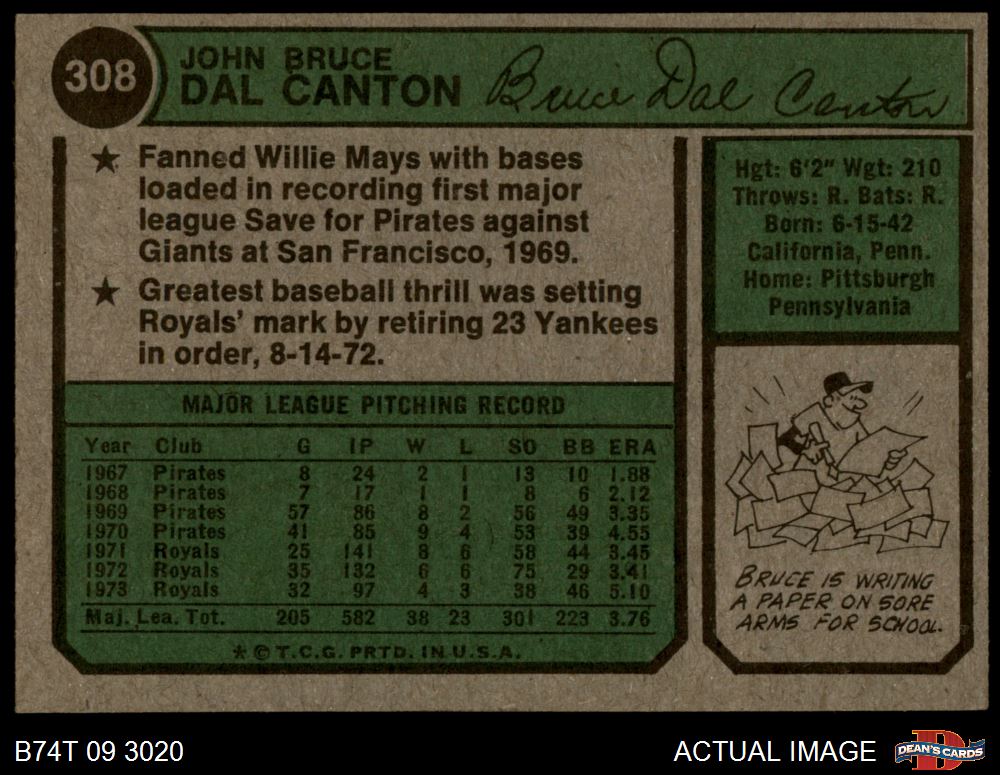 308
JOHN BRUCE
DAL CANTON
Bruce Dal Canton
★ Fanned Willie Mays with bases
loaded in recording first major
league Save for Pirates against
Giants at San Francisco, 1969.
★ Greatest baseball thrill was setting
Royals' mark by retiring 23 Yankees
in order, 8-14-72.
Hgt: 6'2" Wgt: 210
Throws: R. Bats: R.
Born: 6-15-42
California, Penn.
Home: Pittsburgh
Pennsylvania
MAJOR LEAGUE PITCHING RECORD
Year Club G IP W L SO BB ERA
1967 Pirates 8 24 2 1 13 10 1.88
1968 Pirates 7 17 1 1 8 6 2.12
1969 Pirates 57 86 8 2 56 49 3.35
1970 Pirates 41 85 9 4 53 39 4.55
1971 Royals 25 141 8 6 58 44 3.45
1972 Royals 35 132 6 6 75 29 3.41
1973 Royals 32 97 4 3 38 46 5.10
Maj. Lea. Tot. 205 582 38 23 301 223 3.76
* © T.C.G. PRTD. IN U.S.A.
BRUCE IS WRITING
A PAPER ON SORE
ARMS FOR SCHOOL.
B74T 09 3020
ACTUAL IMAGE
DEAN'S CARDS